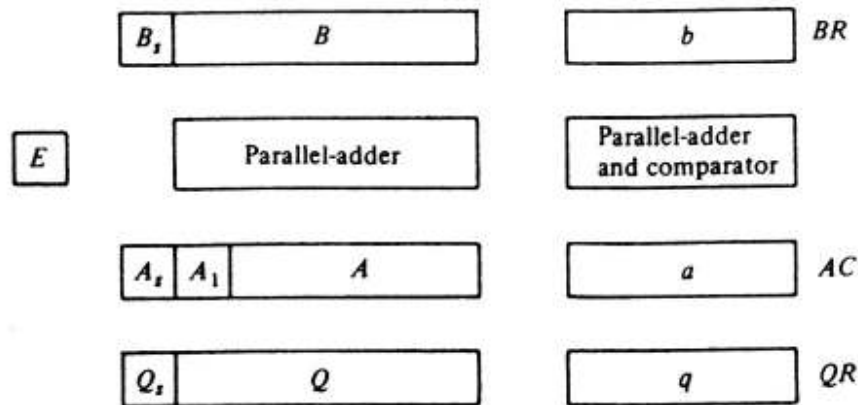 Bs B b BR
E Parallel-adder Parallel-adder
and comparator
As A1 A a AC
Qs Q q QR